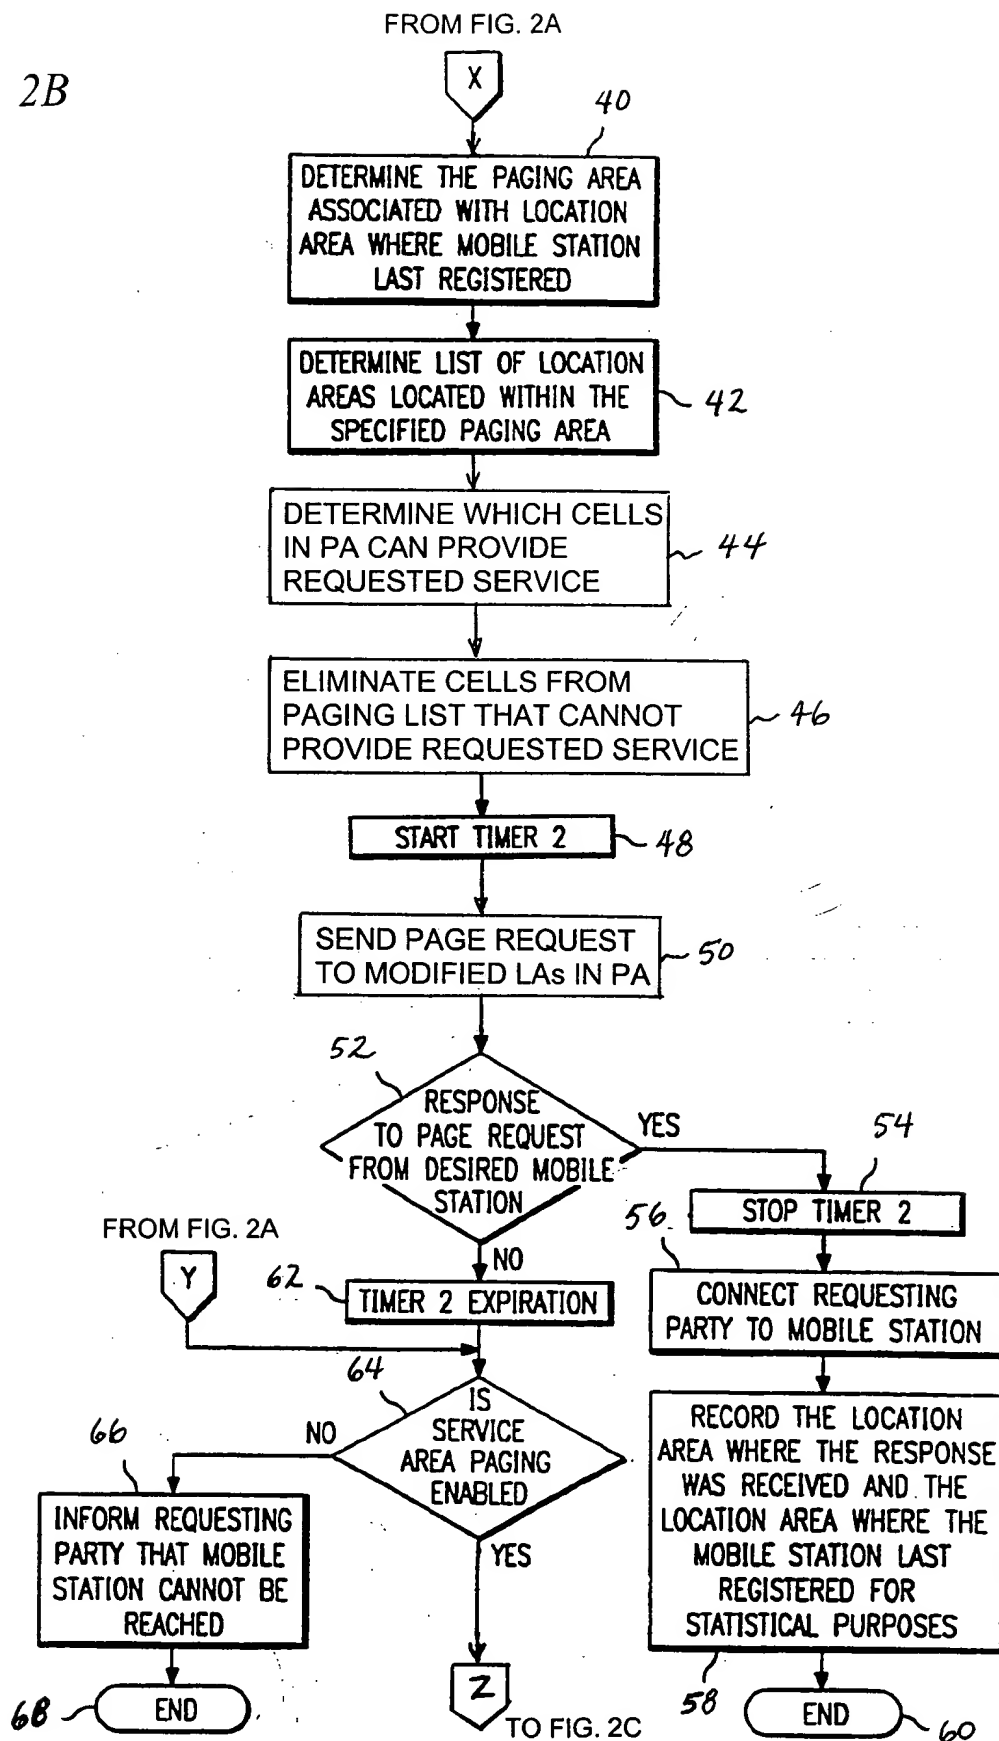 FROM FIG. 2A
2B
X
40
DETERMINE THE PAGING AREA
ASSOCIATED WITH LOCATION
AREA WHERE MOBILE STATION
LAST REGISTERED
DETERMINE LIST OF LOCATION
AREAS LOCATED WITHIN THE
SPECIFIED PAGING AREA
42
DETERMINE WHICH CELLS
IN PA CAN PROVIDE
REQUESTED SERVICE
44
ELIMINATE CELLS FROM
PAGING LIST THAT CANNOT
PROVIDE REQUESTED SERVICE
46
START TIMER 2
48
SEND PAGE REQUEST
TO MODIFIED LAs IN PA
50
52
RESPONSE
TO PAGE REQUEST
FROM DESIRED MOBILE
STATION
YES
54
STOP TIMER 2
56
CONNECT REQUESTING
PARTY TO MOBILE STATION
RECORD THE LOCATION
AREA WHERE THE RESPONSE
WAS RECEIVED AND THE
LOCATION AREA WHERE THE
MOBILE STATION LAST
REGISTERED FOR
STATISTICAL PURPOSES
58
END
60
NO
FROM FIG. 2A
Y
62
TIMER 2 EXPIRATION
64
IS
SERVICE
AREA PAGING
ENABLED
NO
66
INFORM REQUESTING
PARTY THAT MOBILE
STATION CANNOT BE
REACHED
68
END
YES
Z
TO FIG. 2C